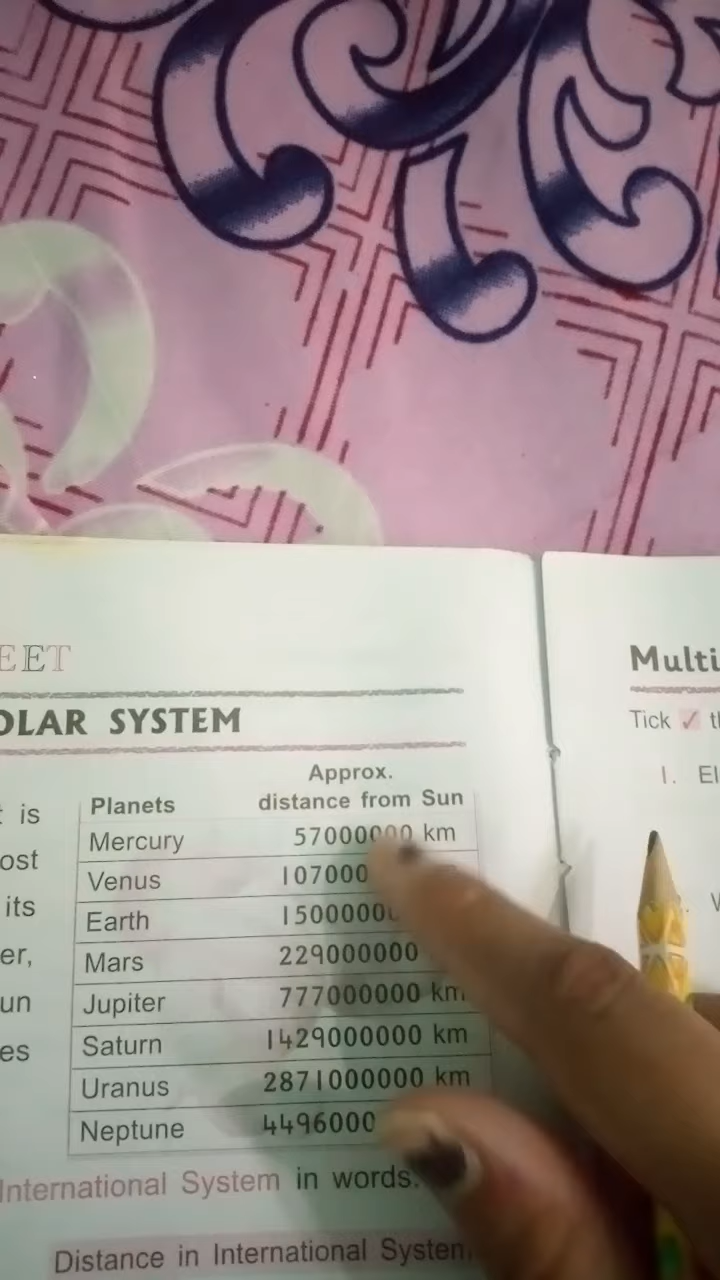 EET
OLAR SYSTEM
Approx.
Planets distance from Sun
is
Mercury 57000000 km
ost
Venus 107000
its
Earth 1500000
er,
Mars 229000000
un
Jupiter 777000000 km
es
Saturn 1429000000 km
Uranus 2871000000 km
Neptune 4496000
International System in words.
Distance in International System
Multi
Tick ✓ th
1. El